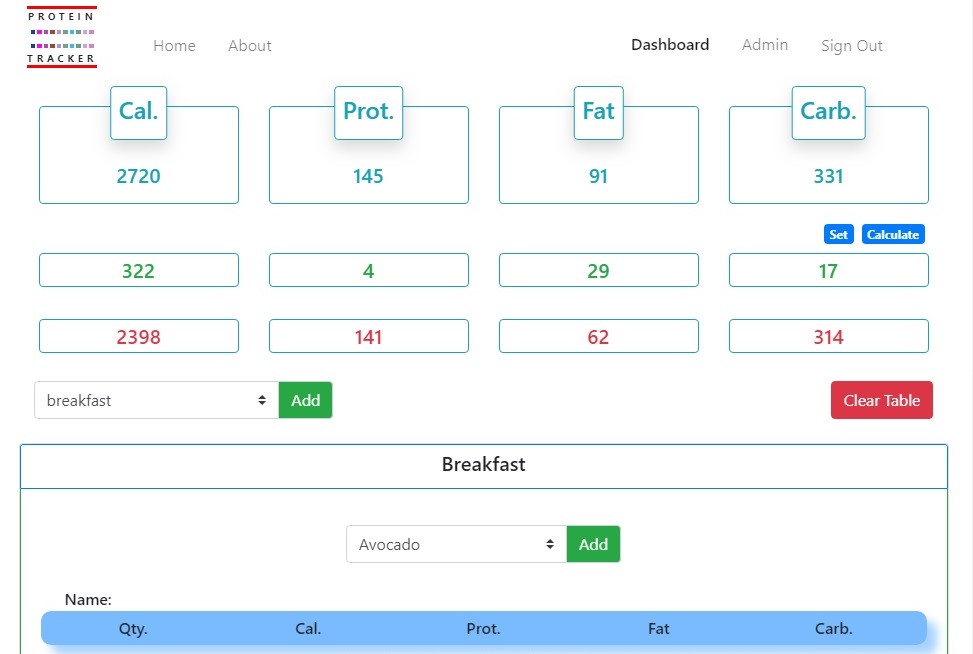 PROTEIN
TRACKER
Home About Dashboard Admin Sign Out
Cal. Prot. Fat Carb.
2720 145 91 331
Set Calculate
322 4 29 17
2398 141 62 314
breakfast Add Clear Table
Breakfast
Avocado Add
Name:
Qty. Cal. Prot. Fat Carb.